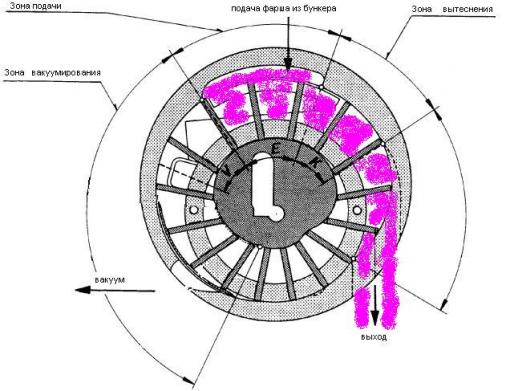 Зона подачи
подача фарша из бункера
Зона вытеснения
Зона вакуумирования
V
E
K
вакуум
выход